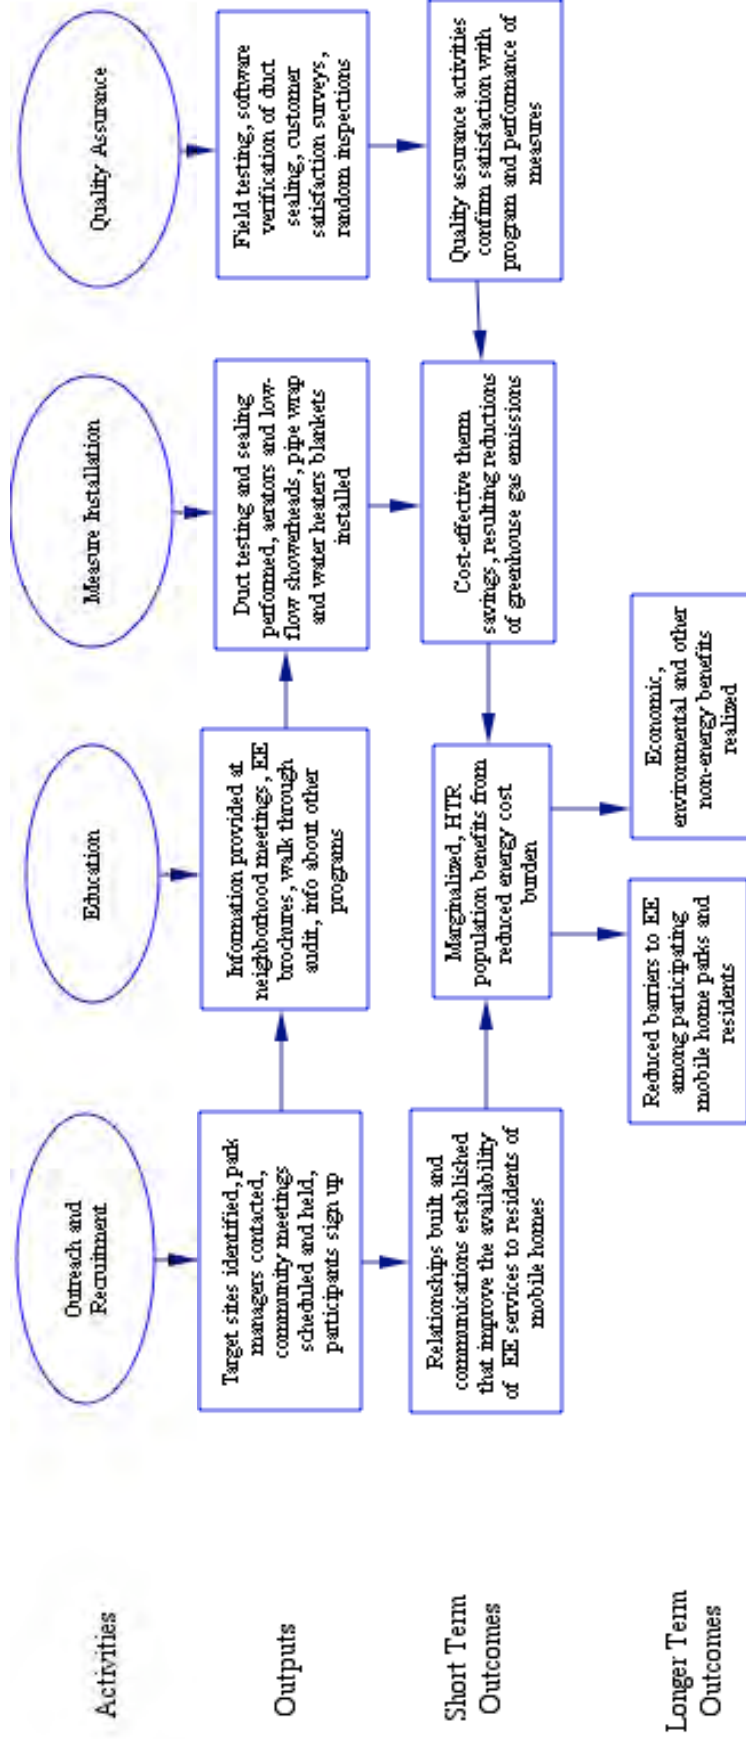 Activities
Outreach and
Recruitment
Education
Measure Installation
Quality Assurance
Outputs
Target sites identified, park
managers contacted,
community meetings
scheduled and held,
participants sign up
Information provided at
neighborhood meetings, EE
brochures, walk through
audit, info about other
programs
Duct testing and sealing
performed, aerators and low-
flow showerheads, pipe wrap
and water heaters blankets
installed
Field testing, software
verification of duct
sealing, customer
satisfaction surveys,
random inspections
Short Term
Outcomes
Relationships built and
communications established
that improve the availability
of EE services to residents of
mobile homes
Marginalized, HTR
population benefits from
reduced energy cost
burden
Cost-effective therm
savings, resulting reductions
of greenhouse gas emissions
Quality assurance activities
confirm satisfaction with
program and performance of
measures
Longer Term
Outcomes
Reduced barriers to EE
among participating
mobile home parks and
residents
Economic,
environmental and other
non-energy benefits
realized